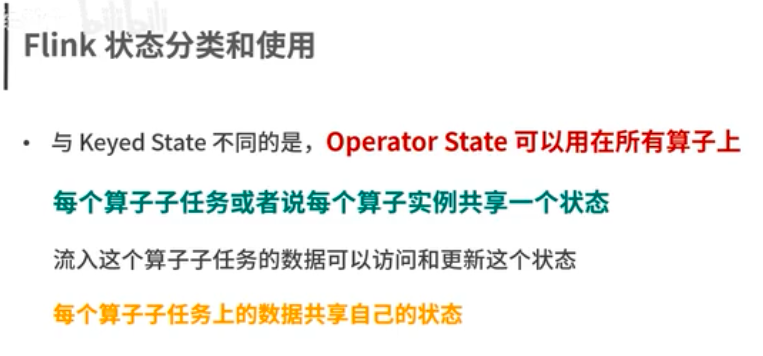 bilibili
Flink 状态分类和使用
• 与 Keyed State 不同的是，Operator State 可以用在所有算子上
每个算子子任务或者说每个算子实例共享一个状态
流入这个算子子任务的数据可以访问和更新这个状态
每个算子子任务上的数据共享自己的状态